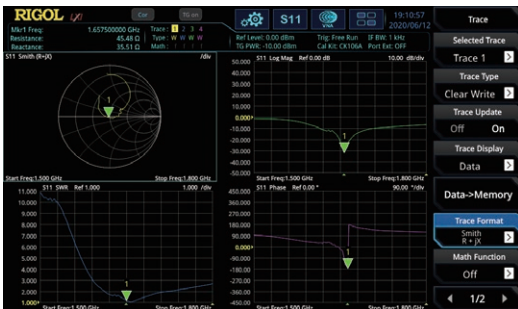 RIGOL
Cor
TG on
S11
VNA
19:10:57
2020/06/12
Mkr1 Freq: 1.657500000 GHz
Resistance: 45.48 Ω
Reactance: 35.51 Ω
Trace : 1 2 3 4
Type : W W W W
Math :
Ref Level: 0.00 dBm
TG PWR: -10.00 dBm
Trig: Free Run
IF BW: 1 kHz
Cal Kit: CK106A
Port Ext: OFF
S11 Smith (R+jX) /div
1
Start Freq:1.500 GHz Stop Freq:1.800 GHz
S11 Log Mag Ref 0.00 dB 10.00 dB/div
50.000
40.000
30.000
20.000
10.000
0.000
-10.000
-20.000
-30.000
-40.000
-50.000
1
Start Freq:1.500 GHz Stop Freq:1.800 GHz
S11 SWR Ref 1.000 1.000 /div
11.000
10.000
9.000
8.000
7.000
6.000
5.000
4.000
3.000
2.000
1.000
1
Start Freq:1.500 GHz Stop Freq:1.800 GHz
S11 Phase Ref 0.00 ° 90.00 °/div
450.000
360.000
270.000
180.000
90.000
0.000
-90.000
-180.000
-270.000
-360.000
-450.000
1
Start Freq:1.500 GHz Stop Freq:1.800 GHz
Trace
Selected Trace
Trace 1
Trace Type
Clear Write
Trace Update
Off On
Trace Display
Data
Data->Memory
Trace Format
Smith
R + jX
Math Function
Off
1/2